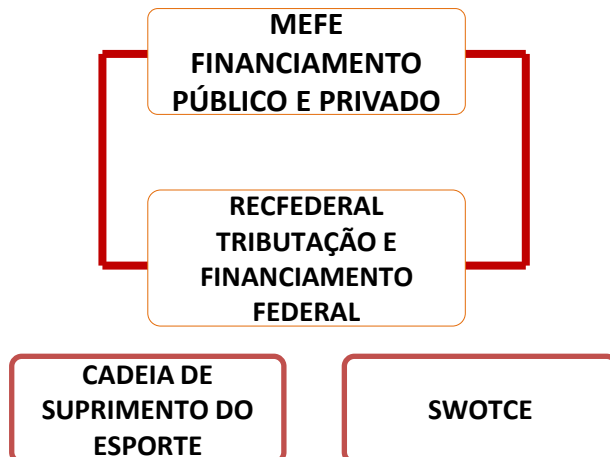 MEFE
FINANCIAMENTO
PÚBLICO E PRIVADO
RECFEDERAL
TRIBUTAÇÃO E
FINANCIAMENTO
FEDERAL
CADEIA DE
SUPRIMENTO DO
ESPORTE
SWOTCE